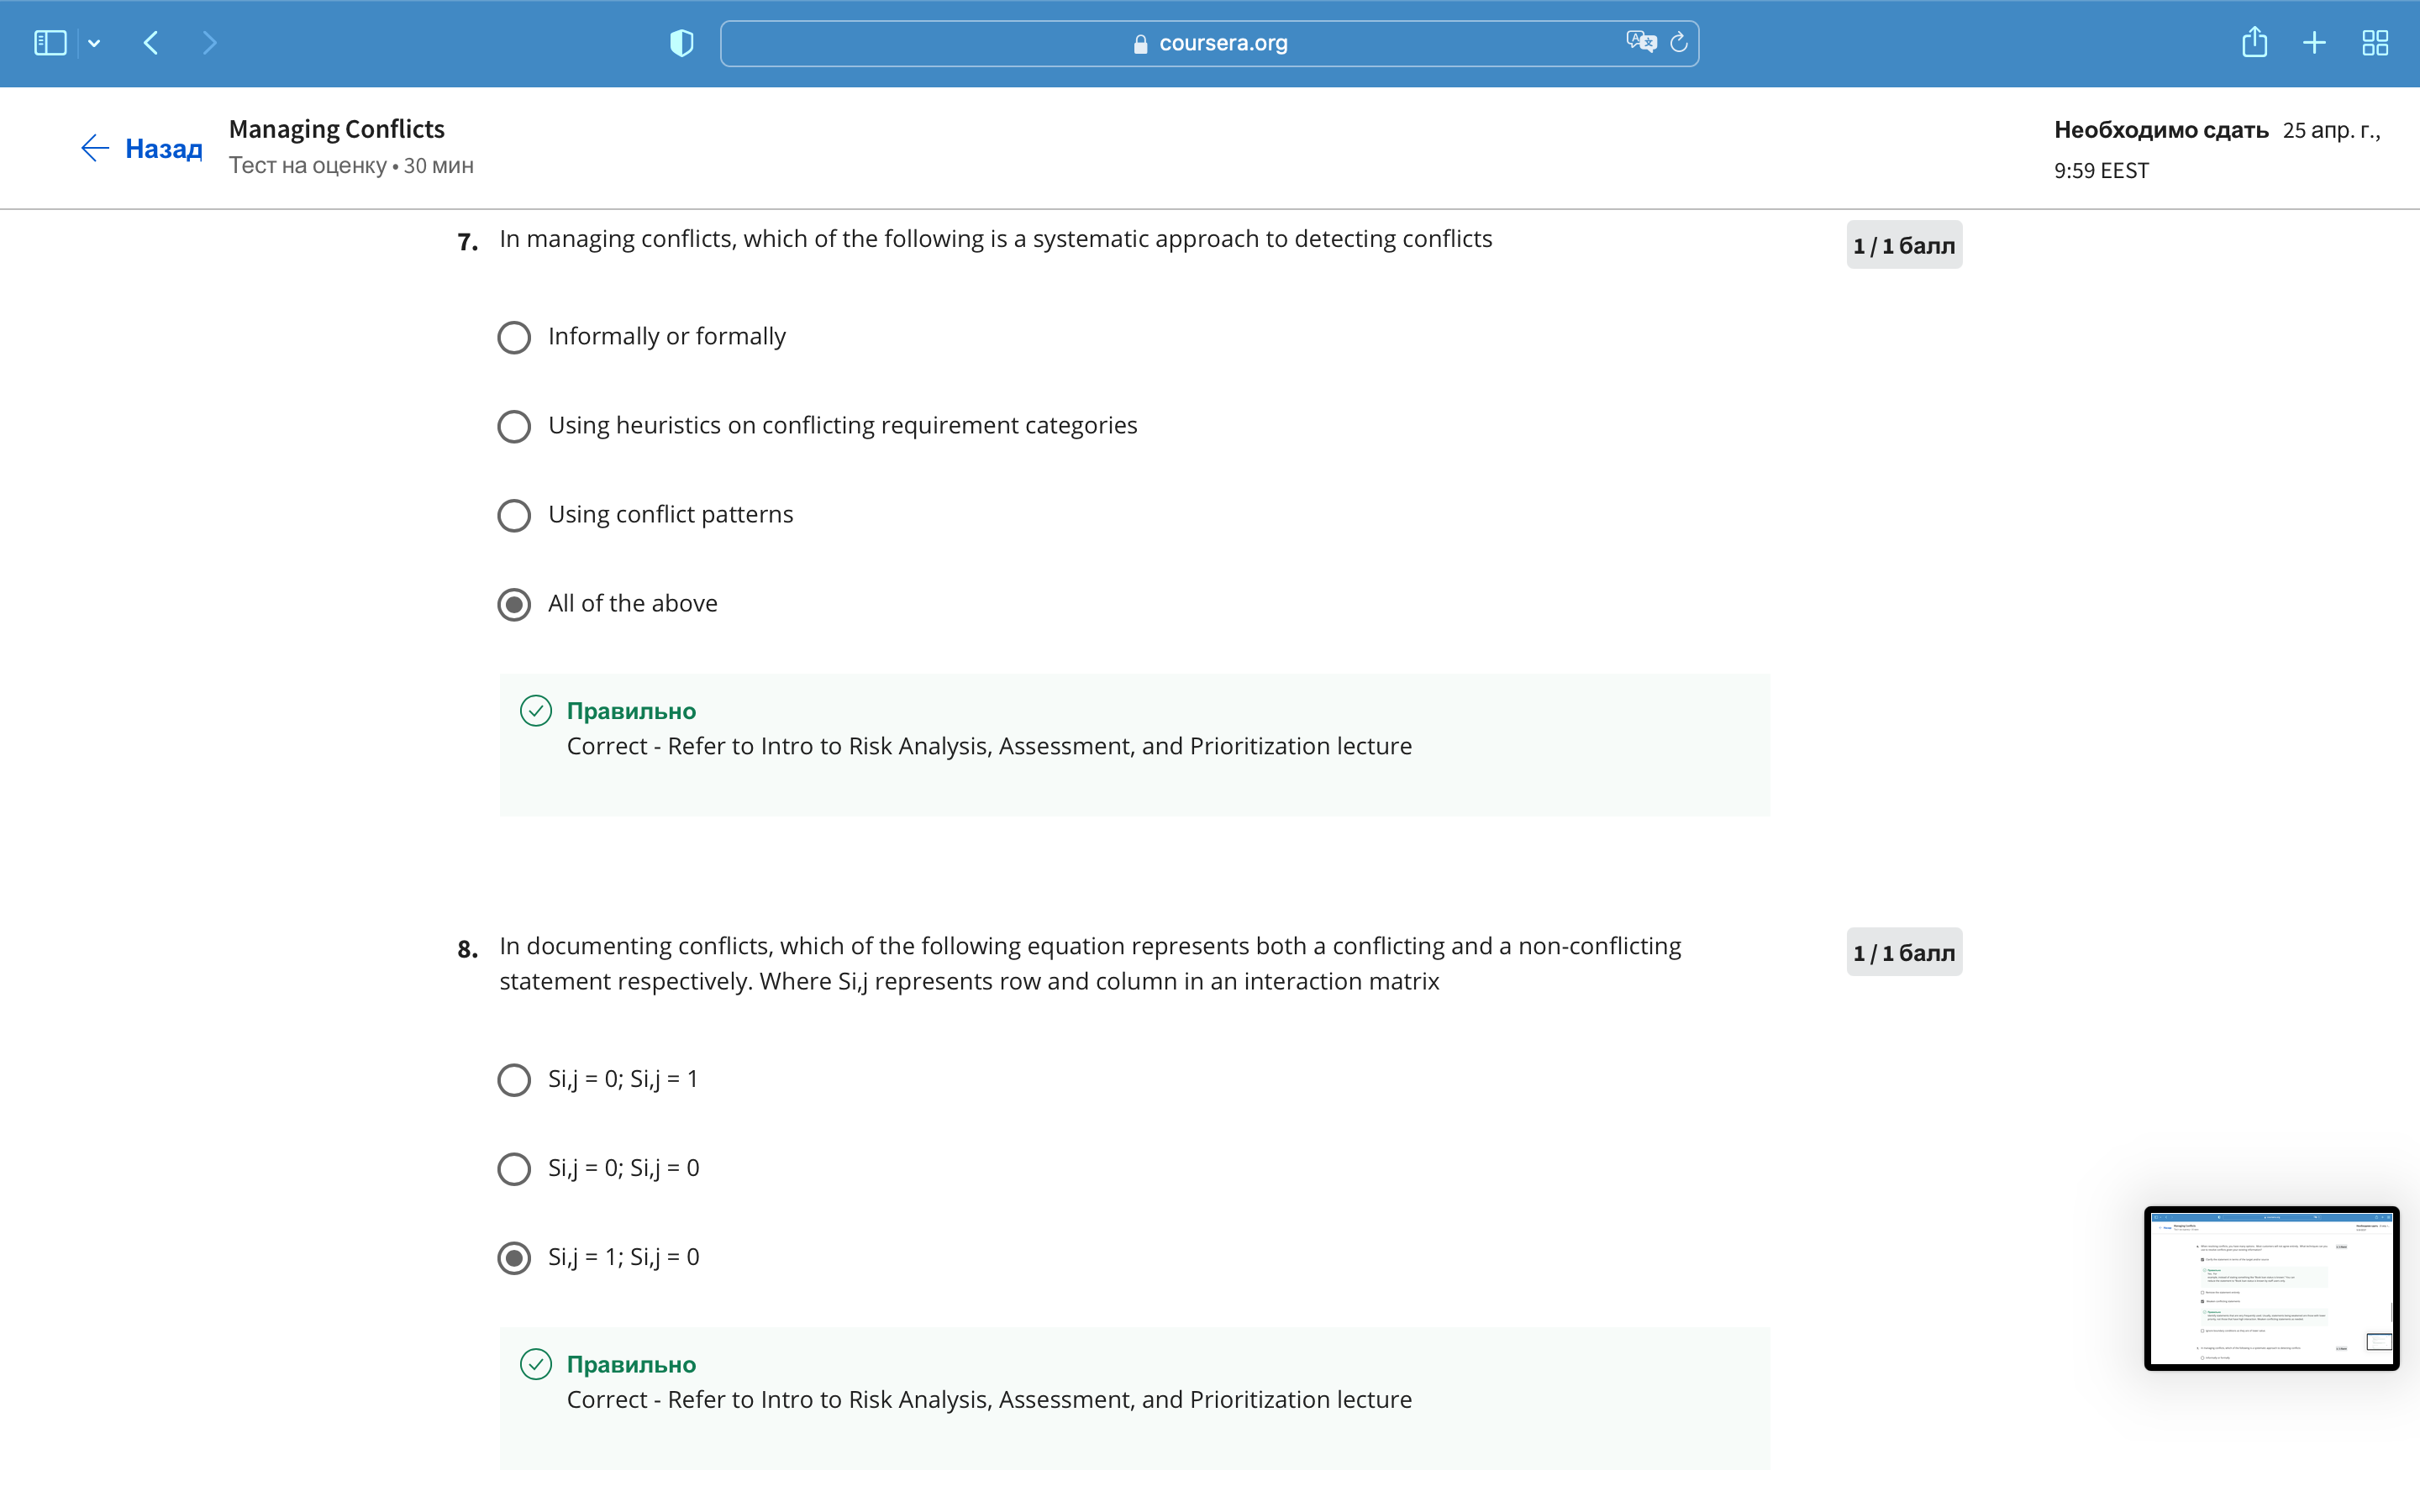 coursera.org
Назад
Managing Conflicts
Тест на оценку • 30 мин
Необходимо сдать 25 апр. г.,
9:59 EEST
7. In managing conflicts, which of the following is a systematic approach to detecting conflicts
1 / 1 балл
Informally or formally
Using heuristics on conflicting requirement categories
Using conflict patterns
All of the above
Правильно
Correct - Refer to Intro to Risk Analysis, Assessment, and Prioritization lecture
8. In documenting conflicts, which of the following equation represents both a conflicting and a non-conflicting
statement respectively. Where Si,j represents row and column in an interaction matrix
1 / 1 балл
Si,j = 0; Si,j = 1
Si,j = 0; Si,j = 0
Si,j = 1; Si,j = 0
Правильно
Correct - Refer to Intro to Risk Analysis, Assessment, and Prioritization lecture